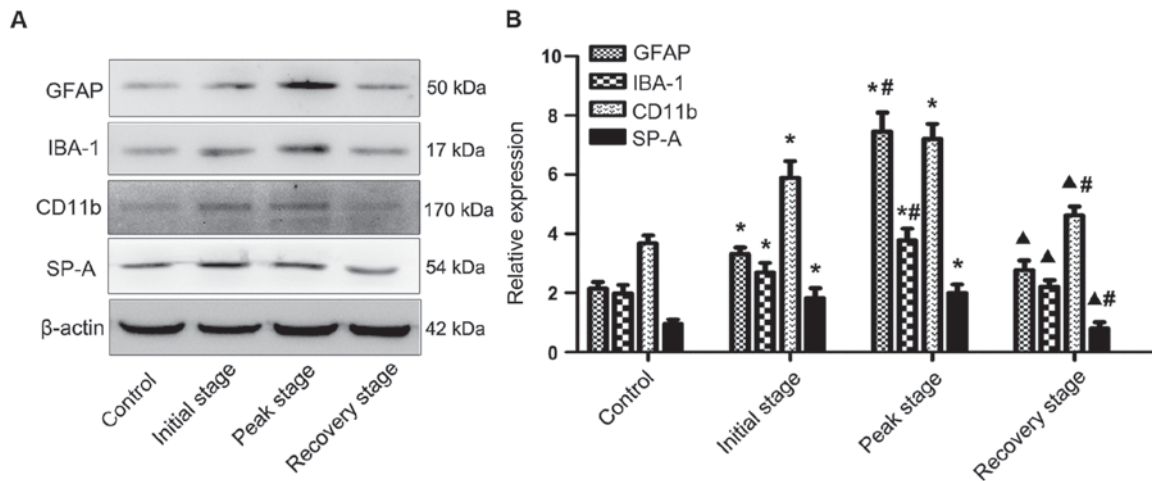 A
GFAP
50 kDa
IBA-1
17 kDa
CD11b
170 kDa
SP-A
54 kDa
β-actin
42 kDa
Control
Initial stage
Peak stage
Recovery stage
B
Relative expression
10
8
6
4
2
0
GFAP
IBA-1
CD11b
SP-A
* * * *
*# *# * *
▲ ▲ ▲# ▲#
Control
Initial stage
Peak stage
Recovery stage